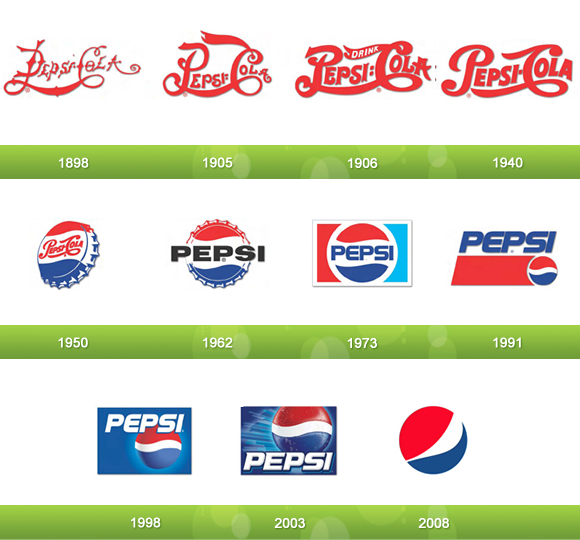 Pepsi-Cola PEPSI:COLA DRINK PEPSI:COLA PEPSI-COLA
1898 1905 1906 1940
PEPSI-COLA PEPSI PEPSI PEPSI
1950 1962 1973 1991
PEPSI PEPSI
1998 2003 2008